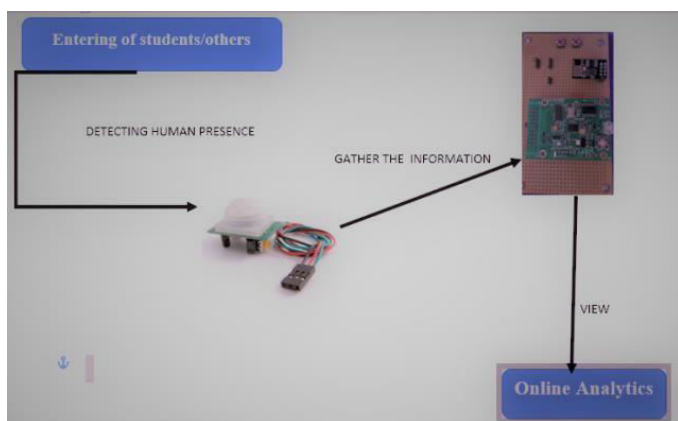 Entering of students/others
DETECTING HUMAN PRESENCE
GATHER THE INFORMATION
VIEW
Online Analytics